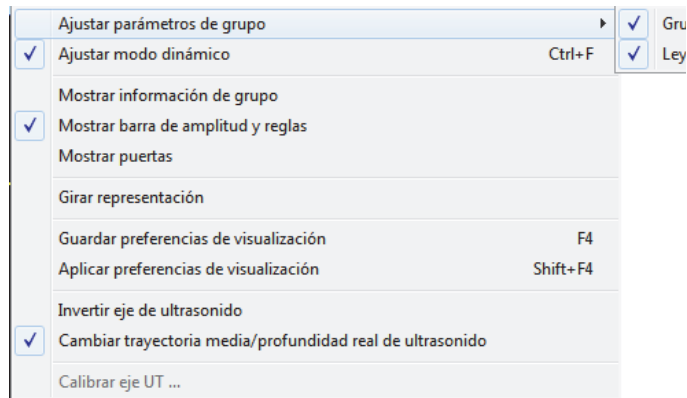 Ajustar parámetros de grupo
Ajustar modo dinámico Ctrl+F
Mostrar información de grupo
Mostrar barra de amplitud y reglas
Mostrar puertas
Girar representación
Guardar preferencias de visualización F4
Aplicar preferencias de visualización Shift+F4
Invertir eje de ultrasonido
Cambiar trayectoria media/profundidad real de ultrasonido
Calibrar eje UT ...